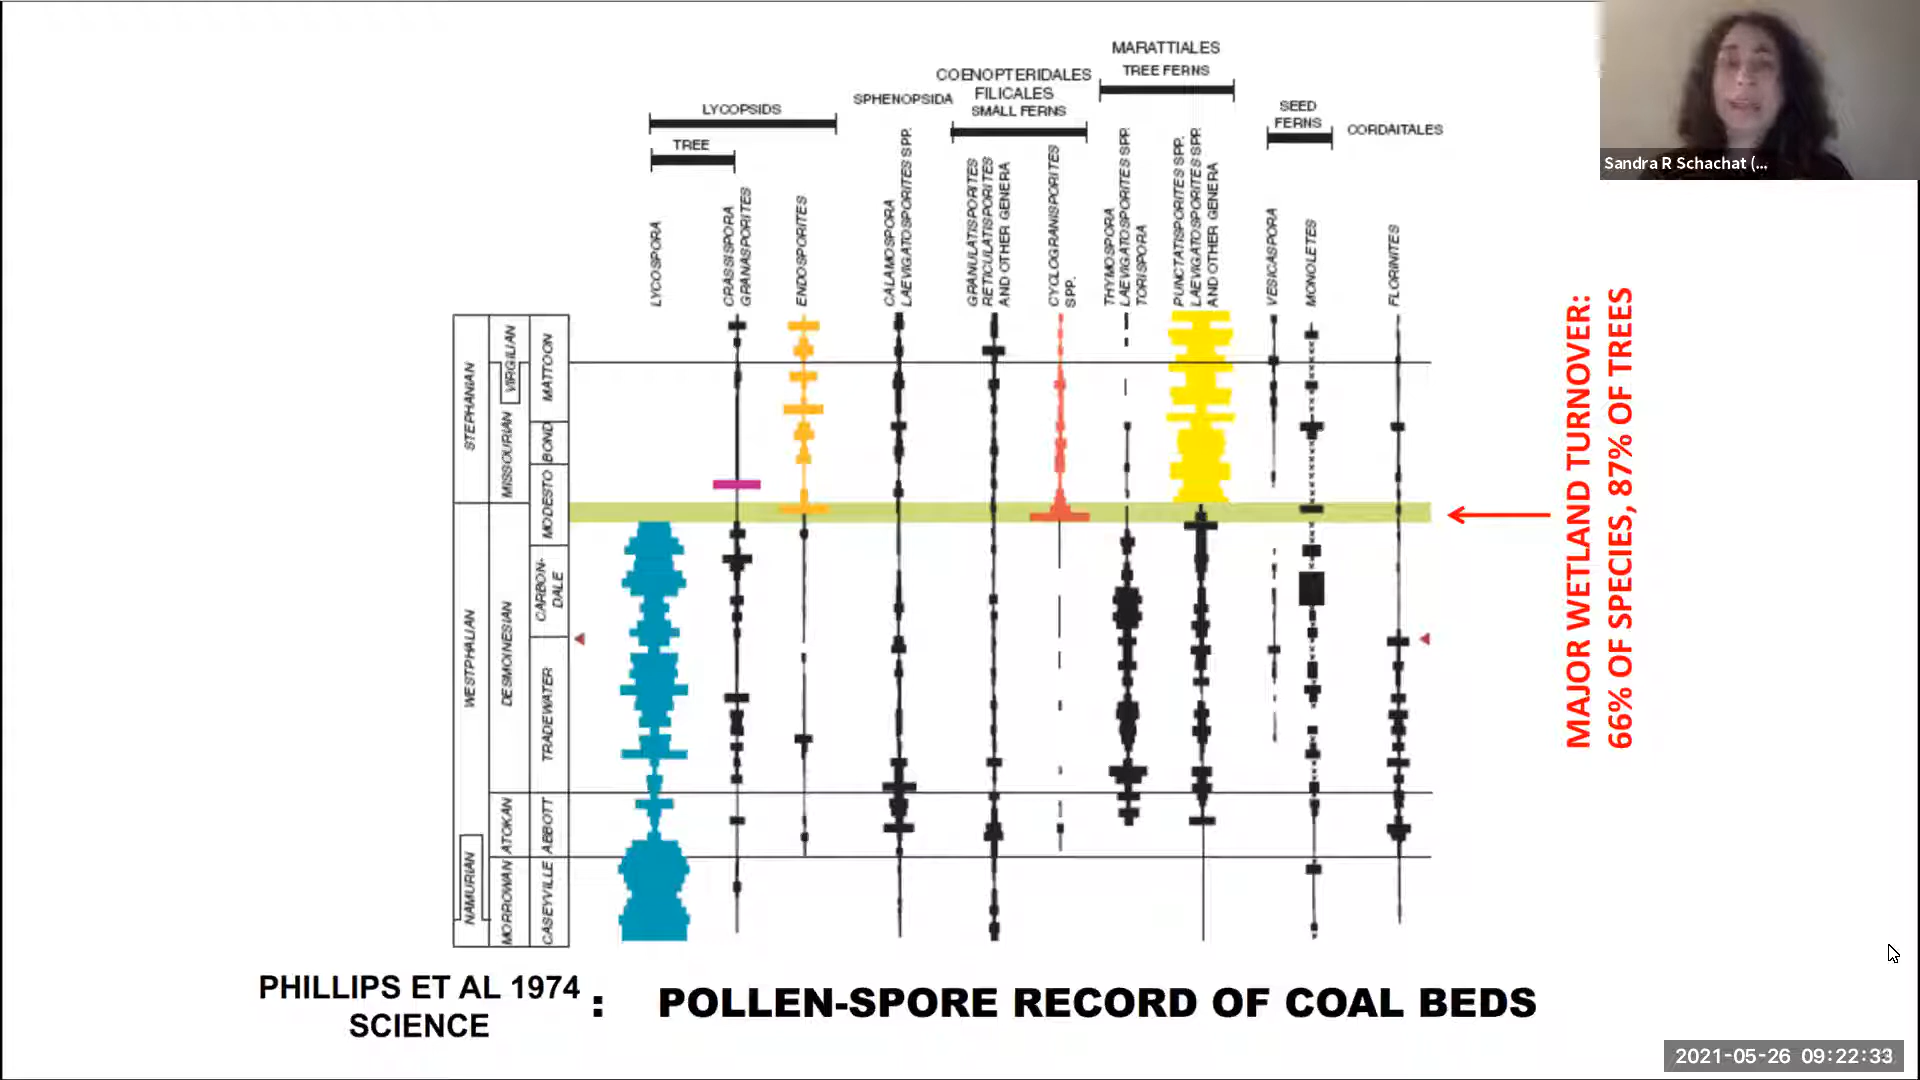 MARATTIALES
TREE FERNS
COENOPTERIDALES
FILICALES
SMALL FERNS
SPHENOPSIDA
LYCOPSIDS
TREE
SEED
FERNS
CORDAITALES
LYCOSPORA
CRASSISPORA
GRANASPORITES
ENDOSPORITES
CALAMOSPORA
LAEVIGATOSPORITES SPP.
GRANULATISPORITES
RETICULATISPORITES
AND OTHER GENERA
CYCLOGRANISPORITES
SPP.
THYMOSPORA
LAEVIGATOSPORITES SPP.
TORISPORA
PUNCTATISPORITES SPP.
LAEVIGATOSPORITES SPP.
AND OTHER GENERA
VESICASPORA
MONOLETES
FLORINITES
STEPHANIAN
WESTPHALIAN
NAMURIAN
VIRGILIAN
MISSOURIAN
DESMOINESIAN
ATOKAN
MORROWAN
MATTOON
BOND
MODESTO
CARBON-
DALE
TRADEWATER
ABBOTT
CASEYVILLE
MAJOR WETLAND TURNOVER:
66% OF SPECIES, 87% OF TREES
PHILLIPS ET AL 1974
SCIENCE
: POLLEN-SPORE RECORD OF COAL BEDS
Sandra R Schachat (...
2021-05-26 09:22:33